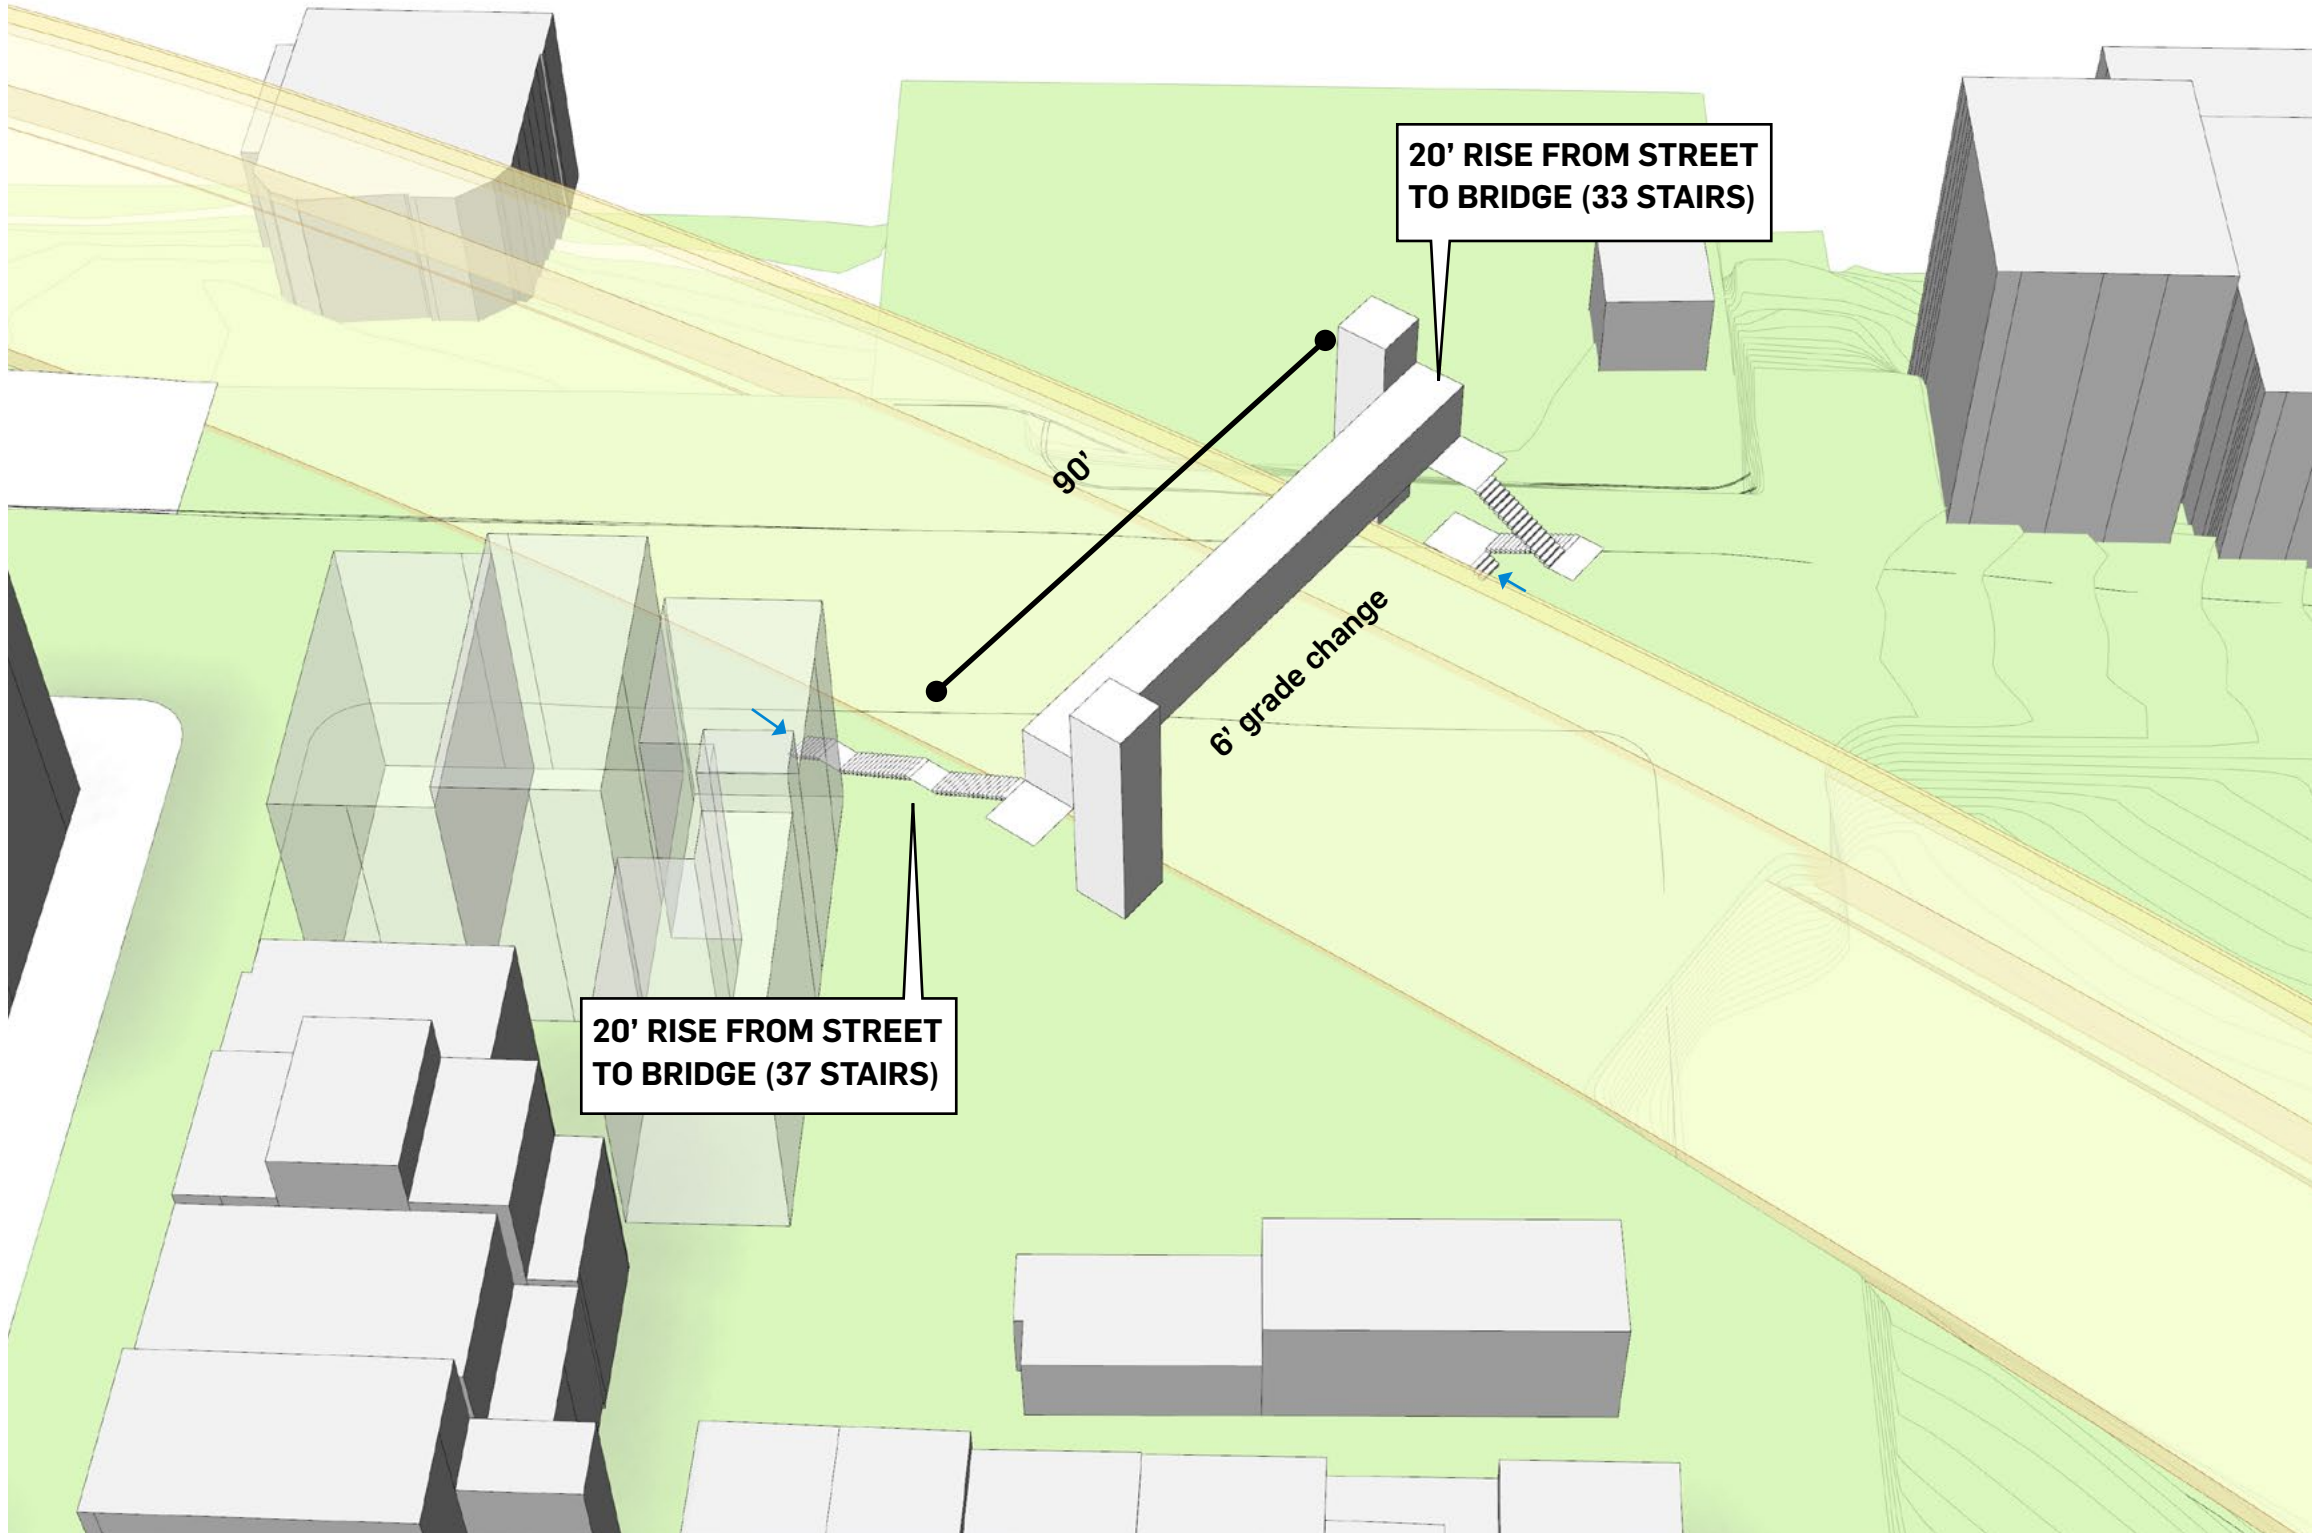 20’ RISE FROM STREET
TO BRIDGE (33 STAIRS)
90’
6’ grade change
20’ RISE FROM STREET
TO BRIDGE (37 STAIRS)